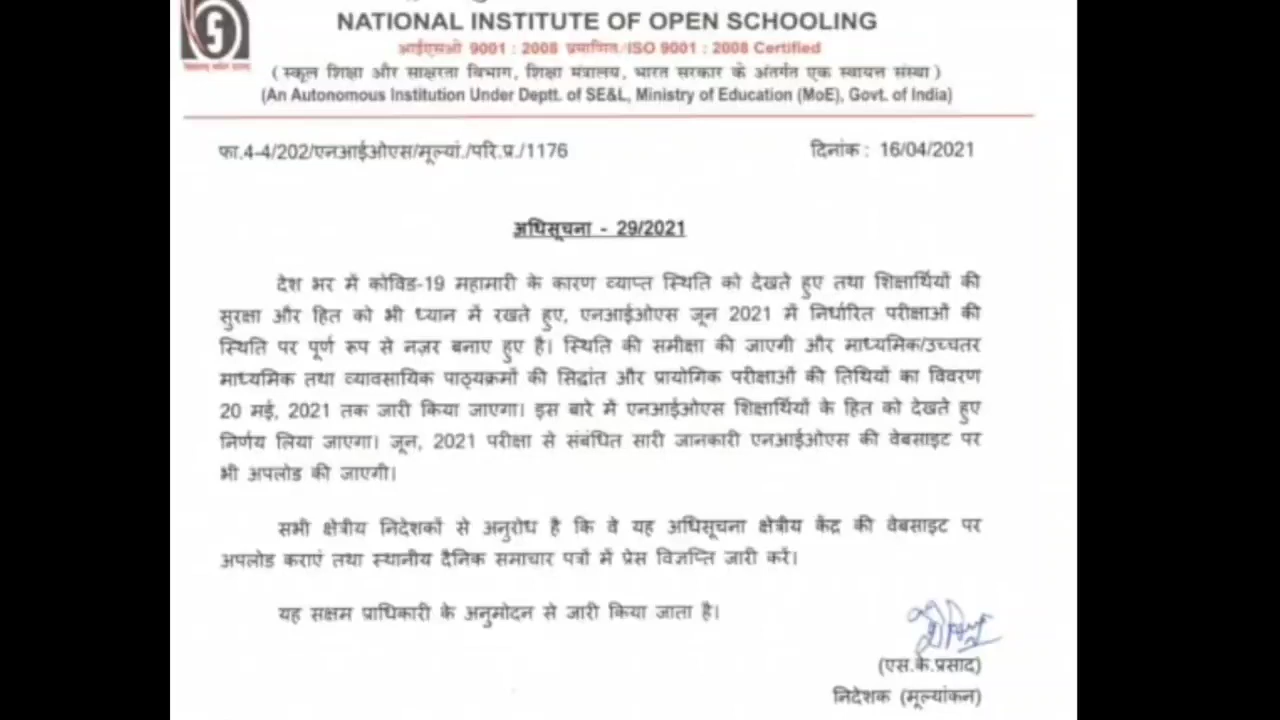 NATIONAL INSTITUTE OF OPEN SCHOOLING
आईएसओ 9001 : 2008 प्रमाणित/ISO 9001 : 2008 Certified
(स्कूल शिक्षा और साक्षरता विभाग, शिक्षा मंत्रालय, भारत सरकार के अंतर्गत एक स्वायत्त संस्था)
(An Autonomous Institution Under Deptt. of SE&L, Ministry of Education (MoE), Govt. of India)
फा.4-4/202/एनआईओएस/मूल्यां./परि.प्र./1176 दिनांक : 16/04/2021
अधिसूचना - 29/2021
देश भर में कोविड-19 महामारी के कारण व्याप्त स्थिति को देखते हुए तथा शिक्षार्थियों की
सुरक्षा और हित को भी ध्यान में रखते हुए, एनआईओएस जून 2021 में निर्धारित परीक्षाओं की
स्थिति पर पूर्ण रूप से नज़र बनाए हुए है। स्थिति की समीक्षा की जाएगी और माध्यमिक/उच्चतर
माध्यमिक तथा व्यावसायिक पाठ्यक्रमों की सिद्धांत और प्रायोगिक परीक्षाओं की तिथियों का विवरण
20 मई, 2021 तक जारी किया जाएगा। इस बारे में एनआईओएस शिक्षार्थियों के हित को देखते हुए
निर्णय लिया जाएगा। जून, 2021 परीक्षा से संबंधित सारी जानकारी एनआईओएस की वेबसाइट पर
भी अपलोड की जाएगी।
सभी क्षेत्रीय निदेशकों से अनुरोध है कि वे यह अधिसूचना क्षेत्रीय केंद्र की वेबसाइट पर
अपलोड कराएं तथा स्थानीय दैनिक समाचार पत्रों में प्रेस विज्ञप्ति जारी करें।
यह सक्षम प्राधिकारी के अनुमोदन से जारी किया जाता है।
(एस.के.प्रसाद)
निदेशक (मूल्यांकन)